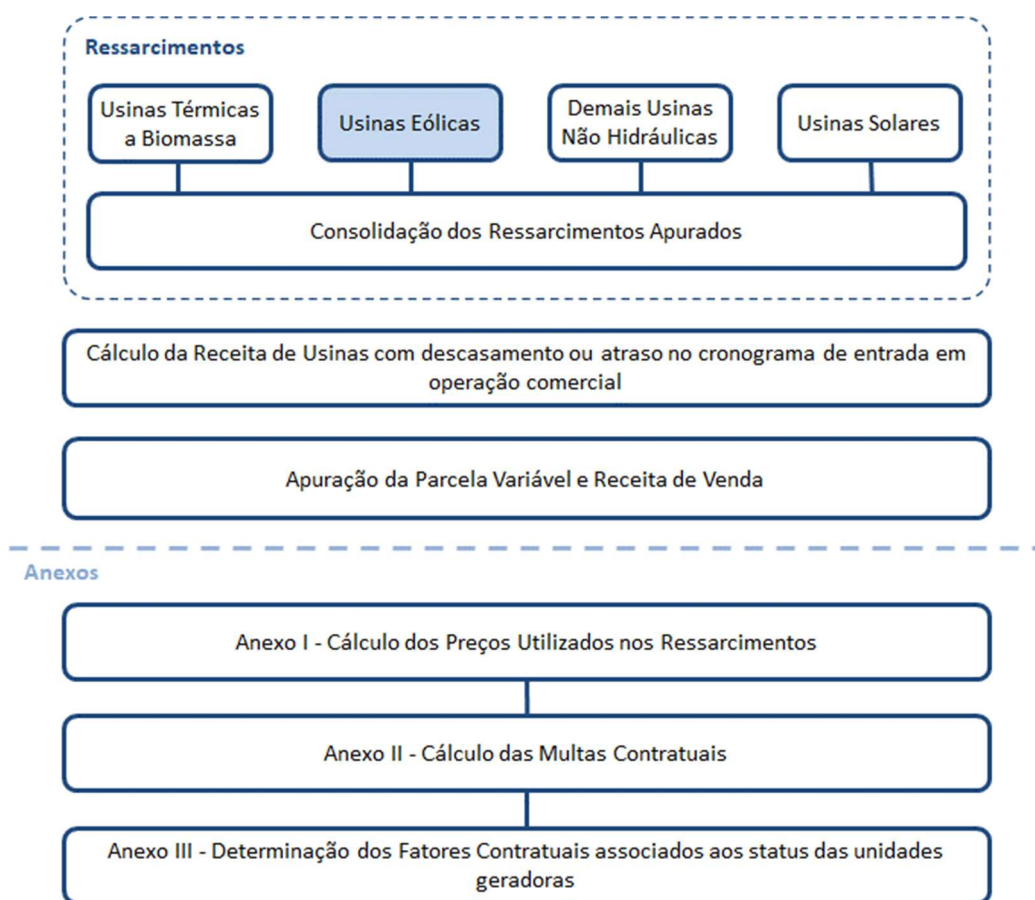 Ressarcimentos
Usinas Térmicas
a Biomassa
Usinas Eólicas
Demais Usinas
Não Hidráulicas
Usinas Solares
Consolidação dos Ressarcimentos Apurados
Cálculo da Receita de Usinas com descasamento ou atraso no cronograma de entrada em
operação comercial
Apuração da Parcela Variável e Receita de Venda
Anexos
Anexo I - Cálculo dos Preços Utilizados nos Ressarcimentos
Anexo II - Cálculo das Multas Contratuais
Anexo III - Determinação dos Fatores Contratuais associados aos status das unidades
geradoras